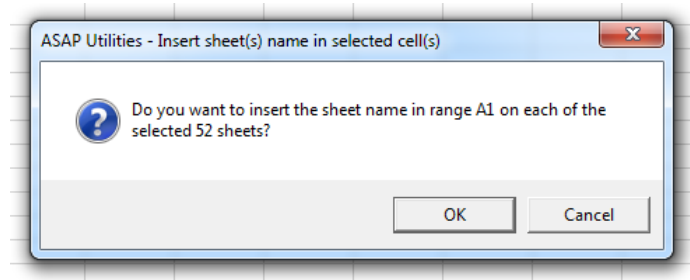 ASAP Utilities - Insert sheet(s) name in selected cell(s)
Do you want to insert the sheet name in range A1 on each of the
selected 52 sheets?
OK Cancel